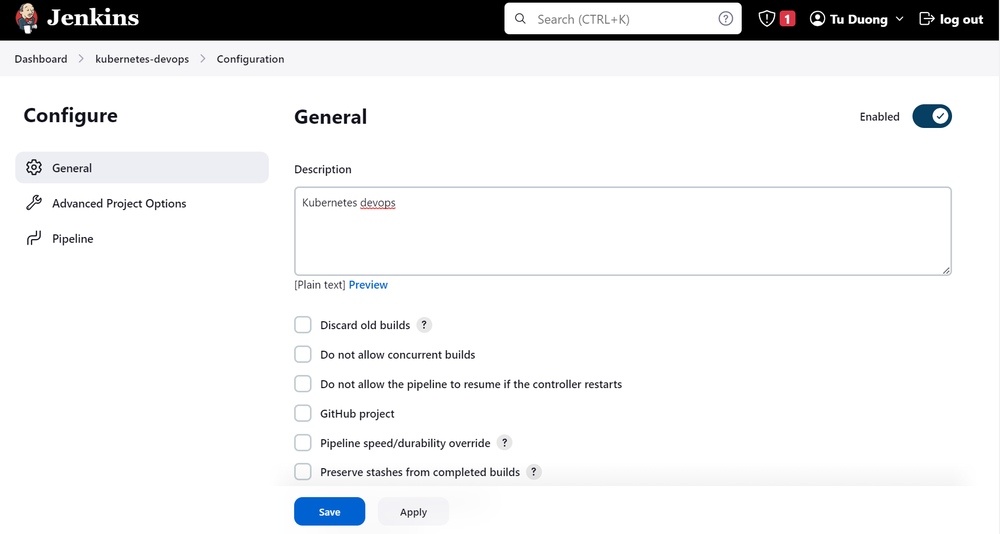 Jenkins
Search (CTRL+K)
?
1
Tu Duong
log out
Dashboard
kubernetes-devops
Configuration
Configure
General
Enabled
General
Advanced Project Options
Pipeline
Description
Kubernetes devops
[Plain text] Preview
Discard old builds ?
Do not allow concurrent builds
Do not allow the pipeline to resume if the controller restarts
GitHub project
Pipeline speed/durability override ?
Preserve stashes from completed builds ?
Save
Apply